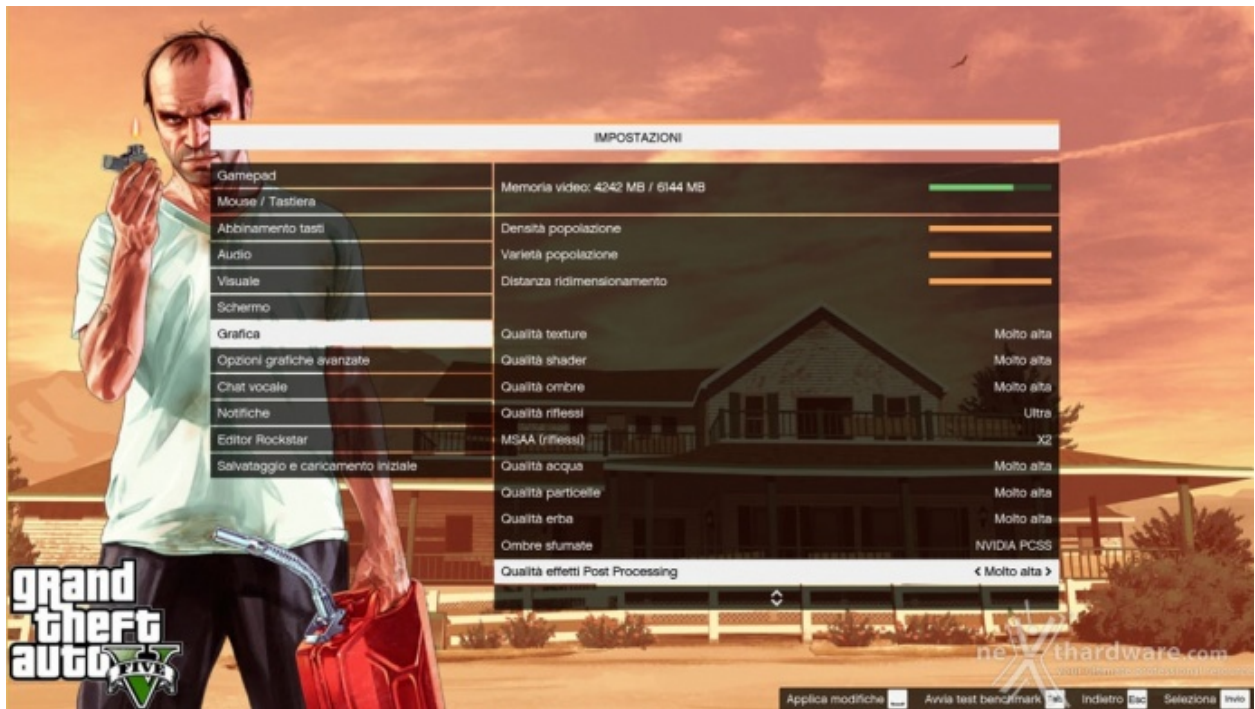 IMPOSTAZIONI
Gamepad
Mouse / Tastiera
Abbinamento tasti
Audio
Visuale
Schermo
Grafica
Opzioni grafiche avanzate
Chat vocale
Notifiche
Editor Rockstar
Salvataggio e caricamento iniziale
Memoria video: 4242 MB / 6144 MB
Densità popolazione
Varietà popolazione
Distanza ridimensionamento
Qualità texture Molto alta
Qualità shader Molto alta
Qualità ombre Molto alta
Qualità riflessi Ultra
MSAA (riflessi) X2
Qualità acqua Molto alta
Qualità particelle Molto alta
Qualità erba Molto alta
Ombre sfumate NVIDIA PCSS
Qualità effetti Post Processing < Molto alta >
grand
theft
auto V
FIVE
nexthardware.com
Applica modifiche Avvia test benchmark Tab Indietro Esc Seleziona Invio